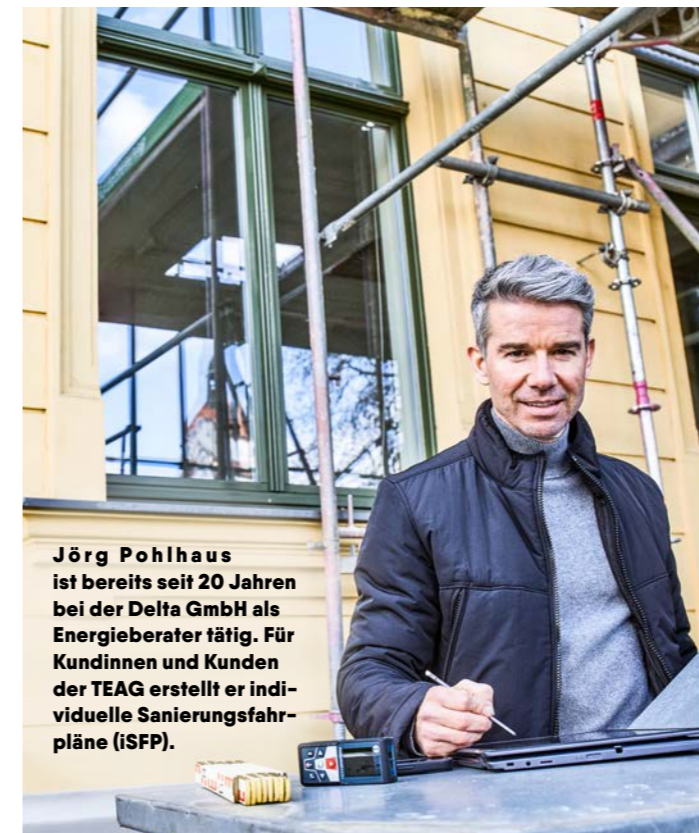 Jörg Pohlhaus
ist bereits seit 20 Jahren
bei der Delta GmbH als
Energieberater tätig. Für
Kundinnen und Kunden
der TEAG erstellt er indi-
viduelle Sanierungsfahr-
pläne (iSFP).